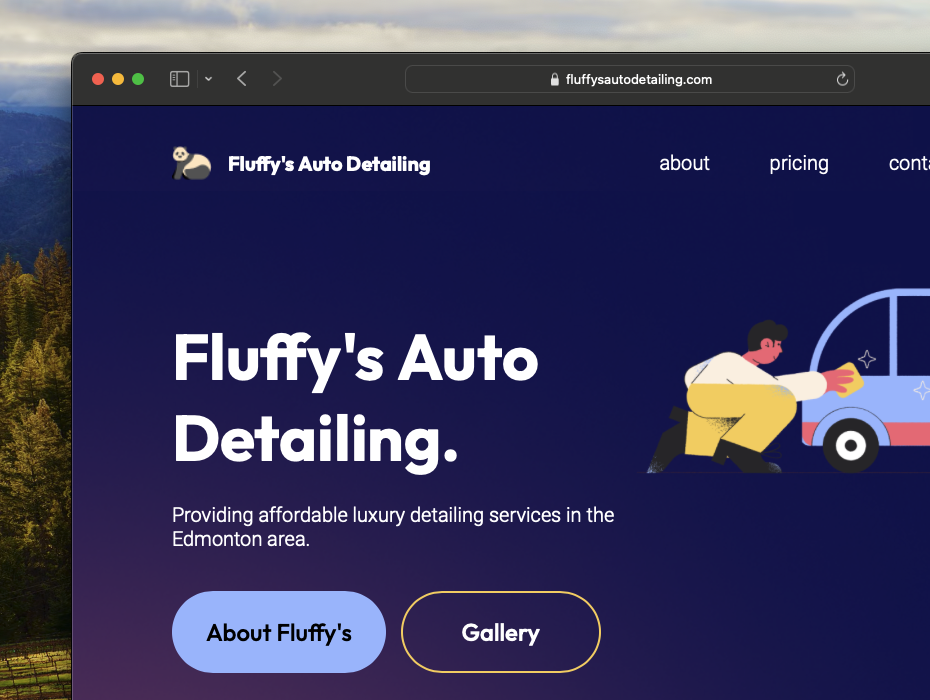 fluffysautodetailing.com
Fluffy's Auto Detailing
about
pricing
Fluffy's Auto
Detailing.
Providing affordable luxury detailing services in the
Edmonton area.
About Fluffy's
Gallery